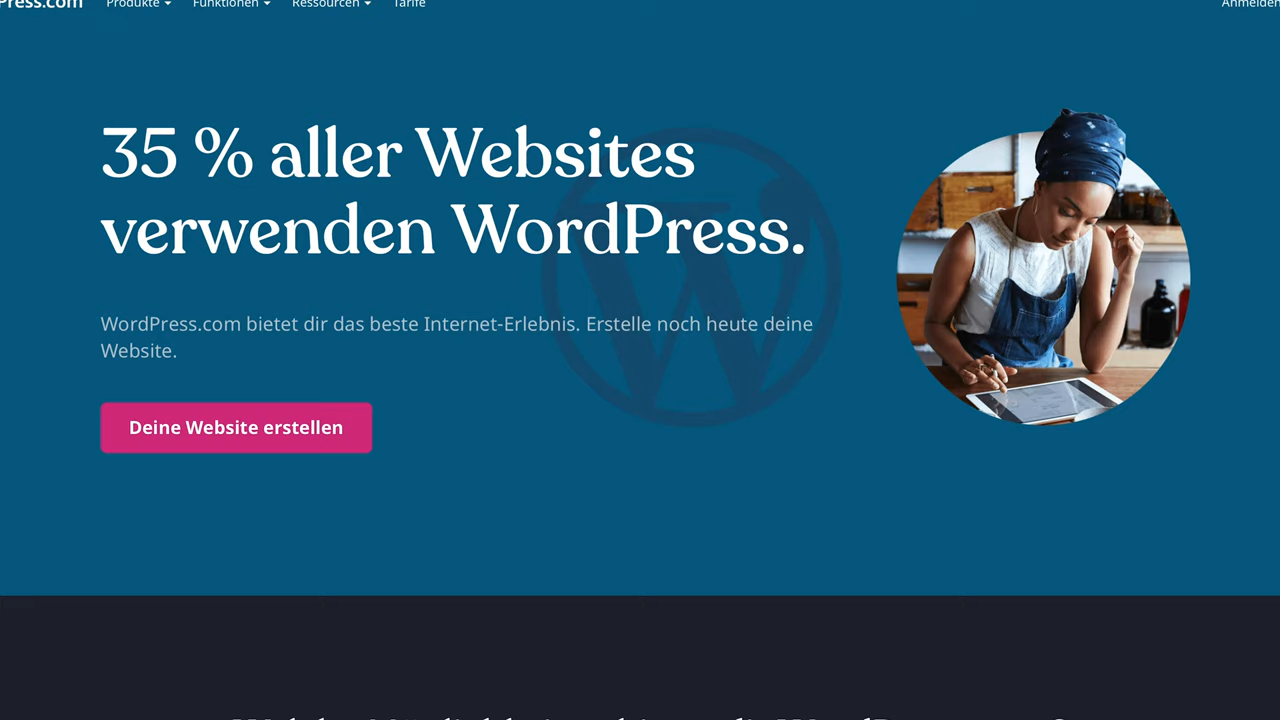 Press.com Produkte Funktionen Ressourcen Tarife Anmelden
35 % aller Websites
verwenden WordPress.
WordPress.com bietet dir das beste Internet-Erlebnis. Erstelle noch heute deine
Website.
Deine Website erstellen